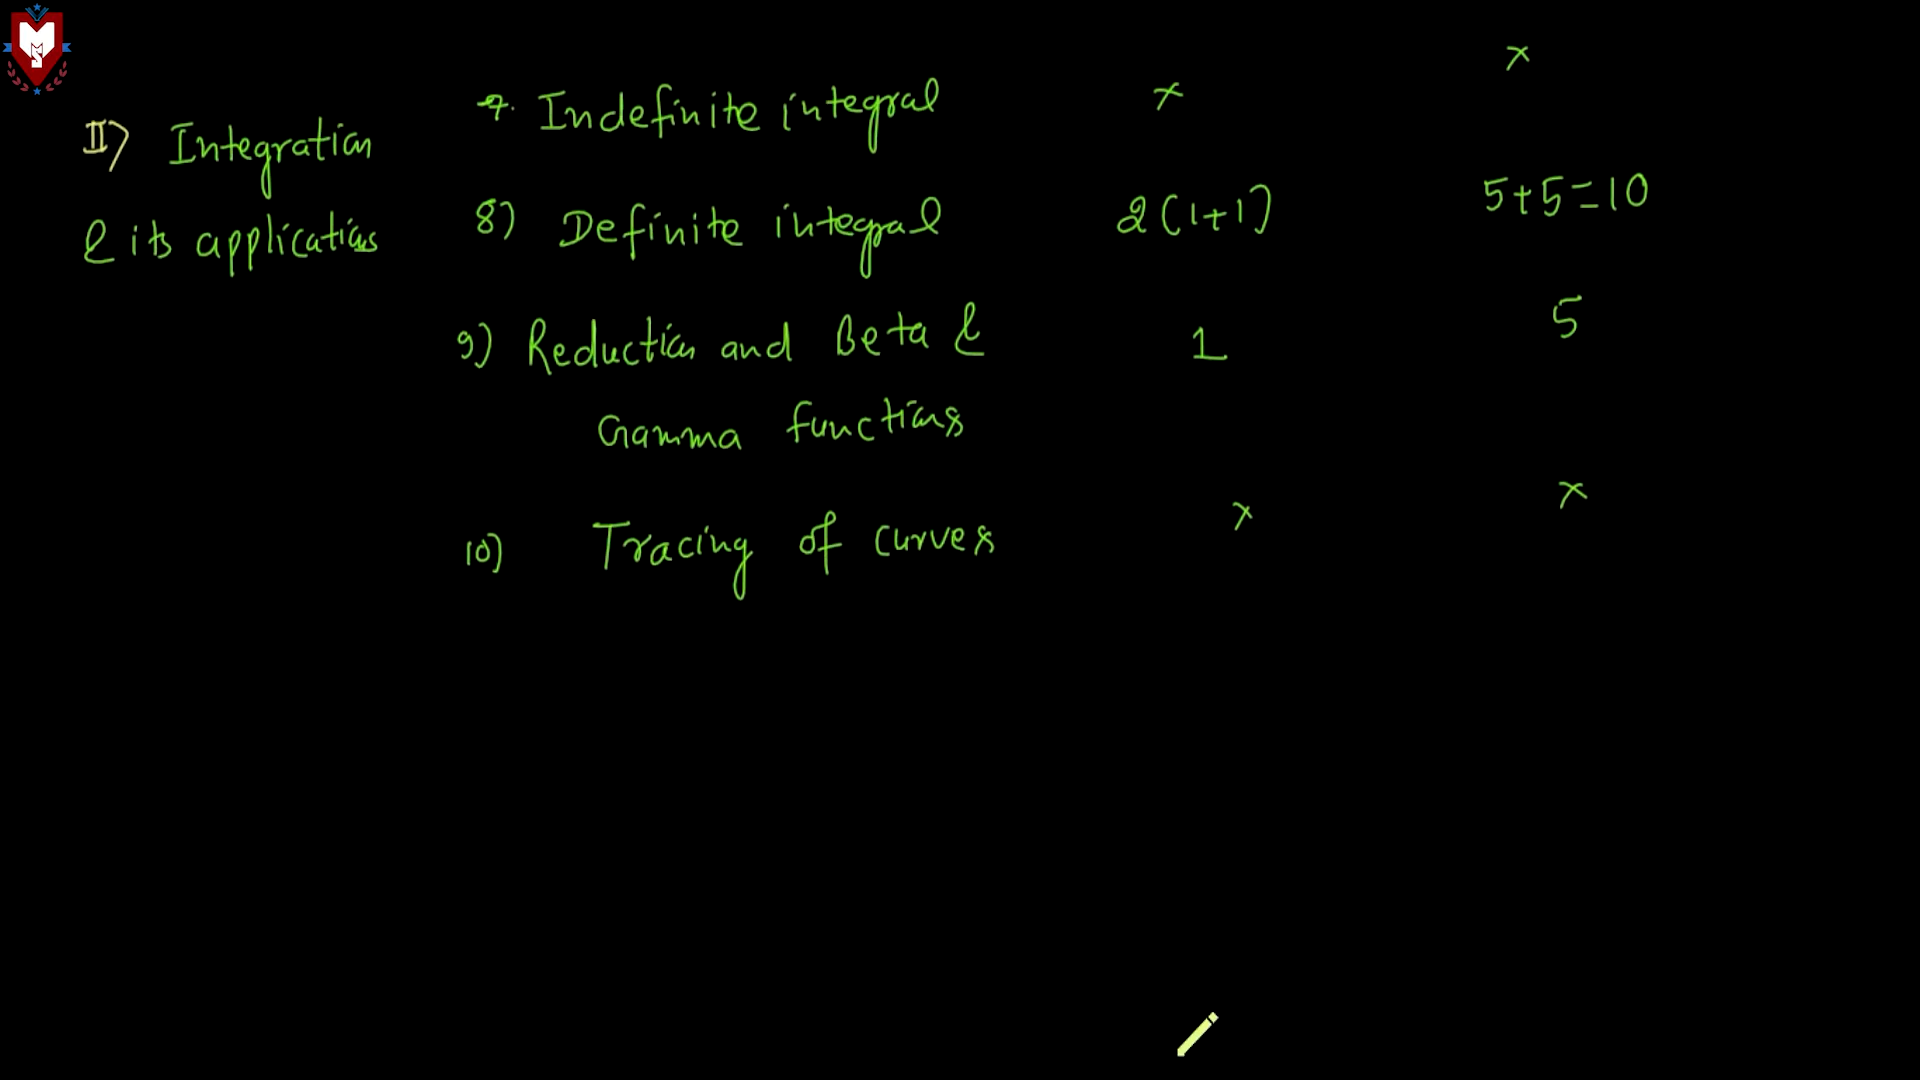 7. Indefinite integral × ×
II) Integration
& its applications
8) Definite integral 2(1+1) 5+5=10
9) Reduction and Beta & 1 5
Gamma functions
10) Tracing of curves × ×